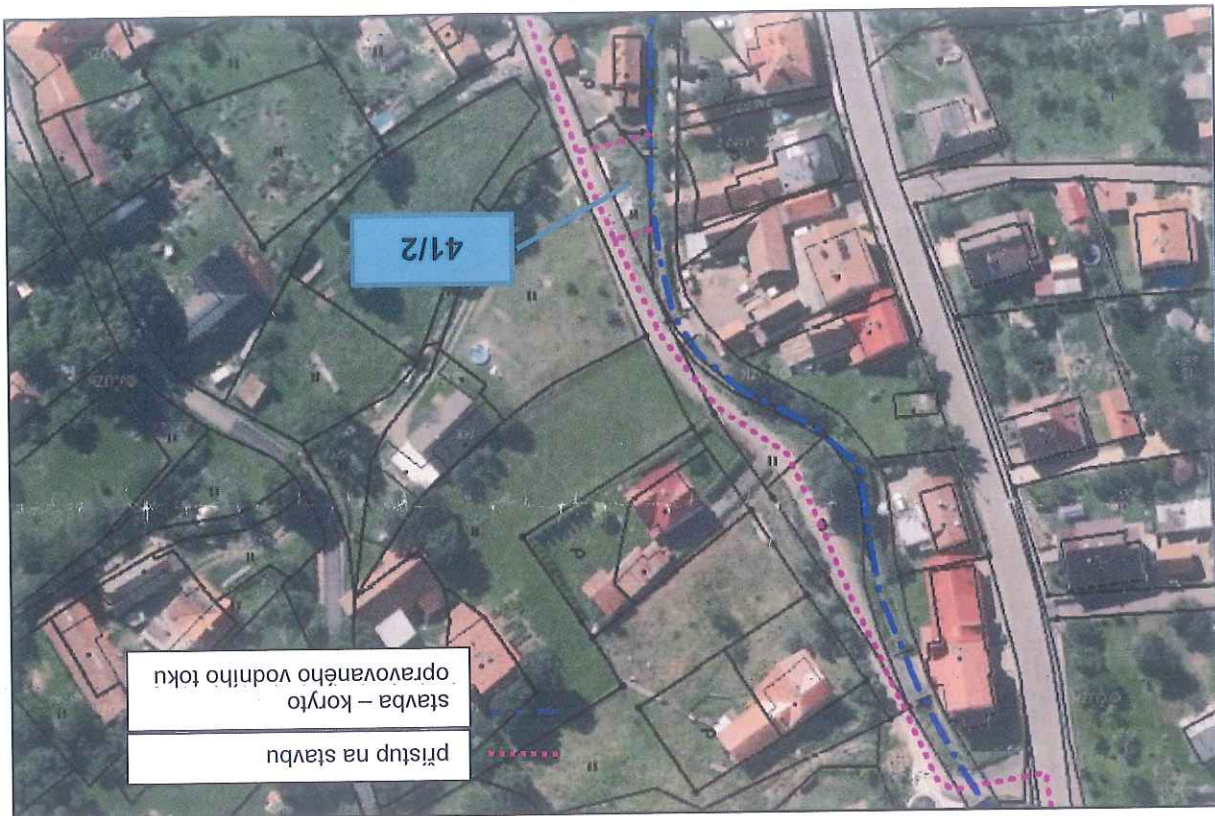 přístup na stavbu
stavba – koryto
opravovaného vodního toku
41/2